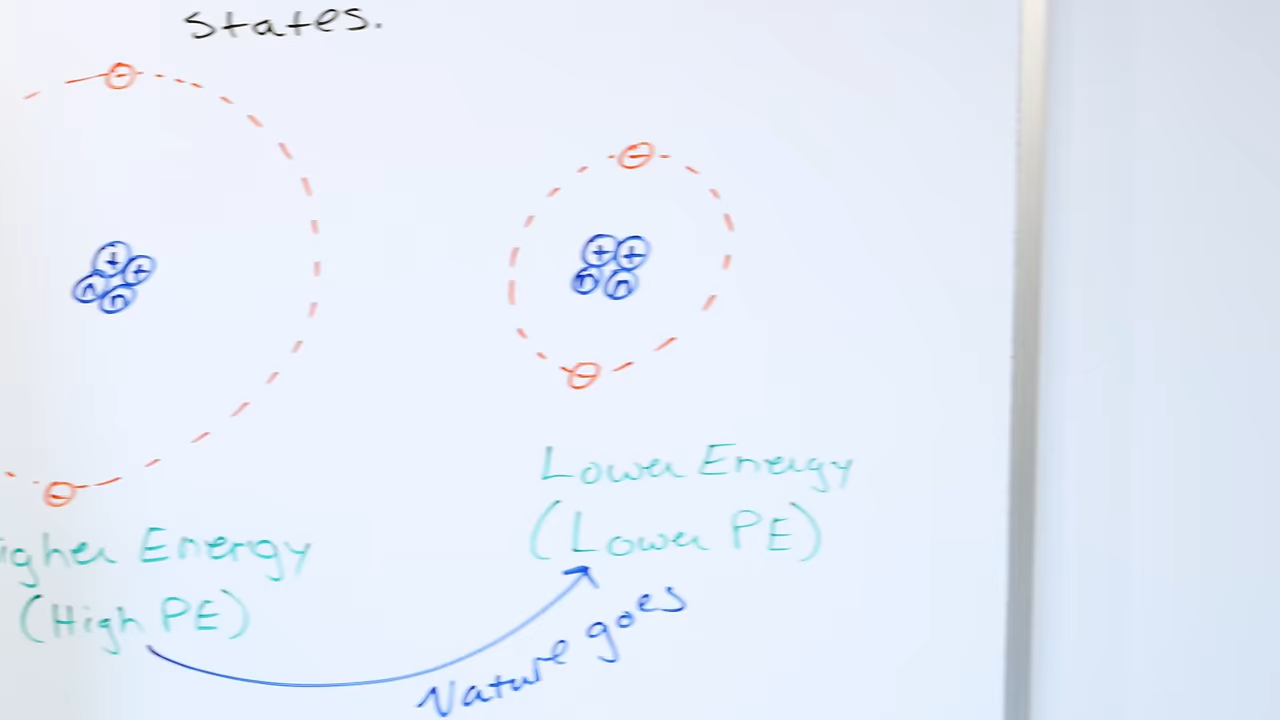 states.
Lower Energy
(Lower PE)
igher Energy
(High PE)
Nature goes